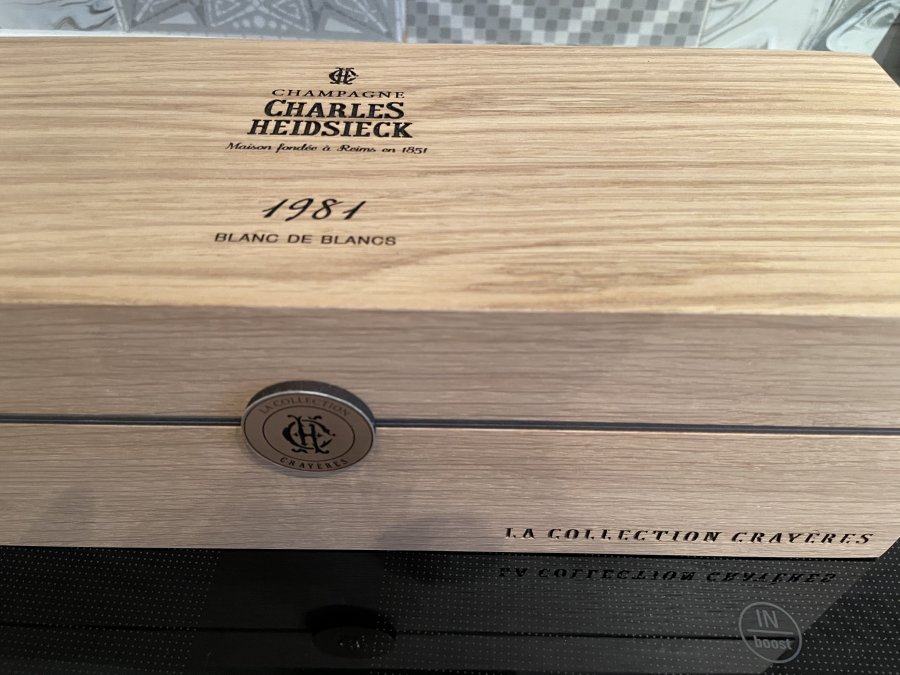 CHAMPAGNE
CHARLES
HEIDSIECK
Maison fondée à Reims en 1851
1981
BLANC DE BLANCS
LA COLLECTION
CH
CRAYÈRES
LA COLLECTION CRAYÈRES
IN
boost